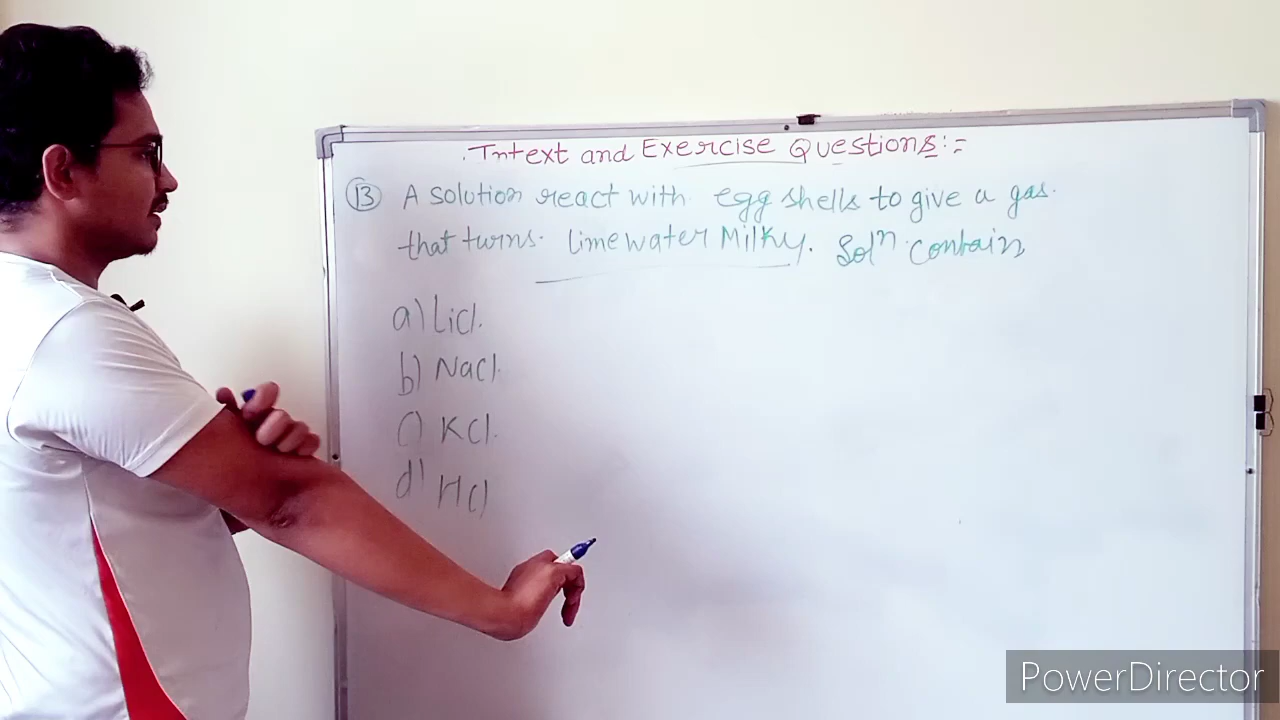 Intext and Exercise Questions:-
13 A solution react with egg shells to give a gas.
that turns. lime water Milky. Solⁿ. Contain
a) LiCl.
b) NaCl.
c) KCl.
d) HCl
PowerDirector